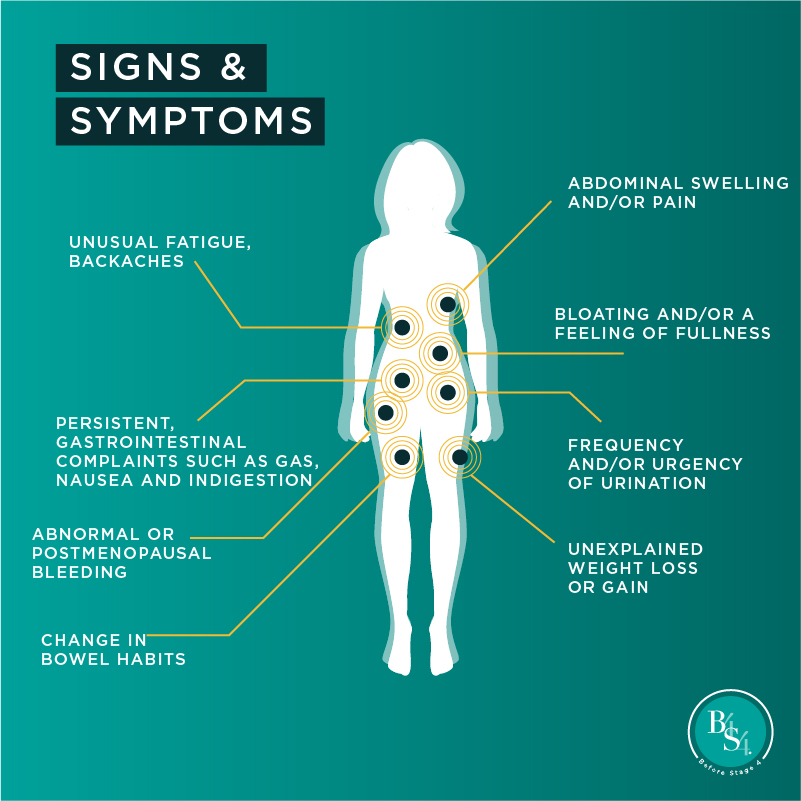 SIGNS &
SYMPTOMS
ABDOMINAL SWELLING
AND/OR PAIN
UNUSUAL FATIGUE,
BACKACHES
BLOATING AND/OR A
FEELING OF FULLNESS
PERSISTENT,
GASTROINTESTINAL
COMPLAINTS SUCH AS GAS,
NAUSEA AND INDIGESTION
FREQUENCY
AND/OR URGENCY
OF URINATION
ABNORMAL OR
POSTMENOPAUSAL
BLEEDING
UNEXPLAINED
WEIGHT LOSS
OR GAIN
CHANGE IN
BOWEL HABITS
B4
S4.
Before Stage 4